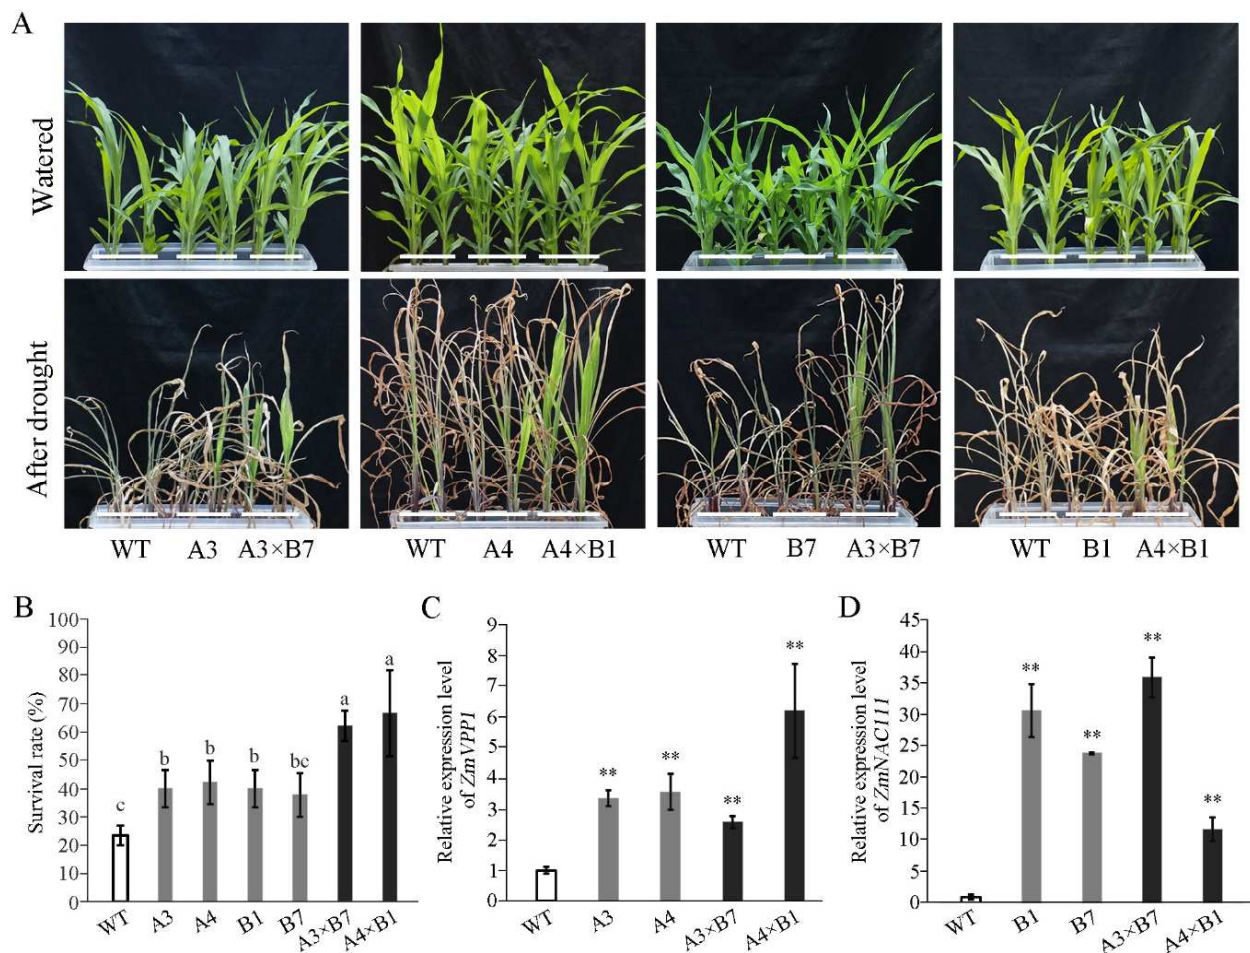 A
Watered
After drought
WT A3 A3×B7
WT A4 A4×B1
WT B7 A3×B7
WT B1 A4×B1
B
Survival rate (%)
100
90
80
70
60
50
40
30
20
10
0
c
b
b
b
bc
a
a
WT A3 A4 B1 B7 A3×B7 A4×B1
C
Relative expression level
of ZmVPP1
9
8
7
6
5
4
3
2
1
0
**
**
**
**
WT A3 A4 A3×B7 A4×B1
D
Relative expression level
of ZmNAC111
45
40
35
30
25
20
15
10
5
0
**
**
**
**
WT B1 B7 A3×B7 A4×B1